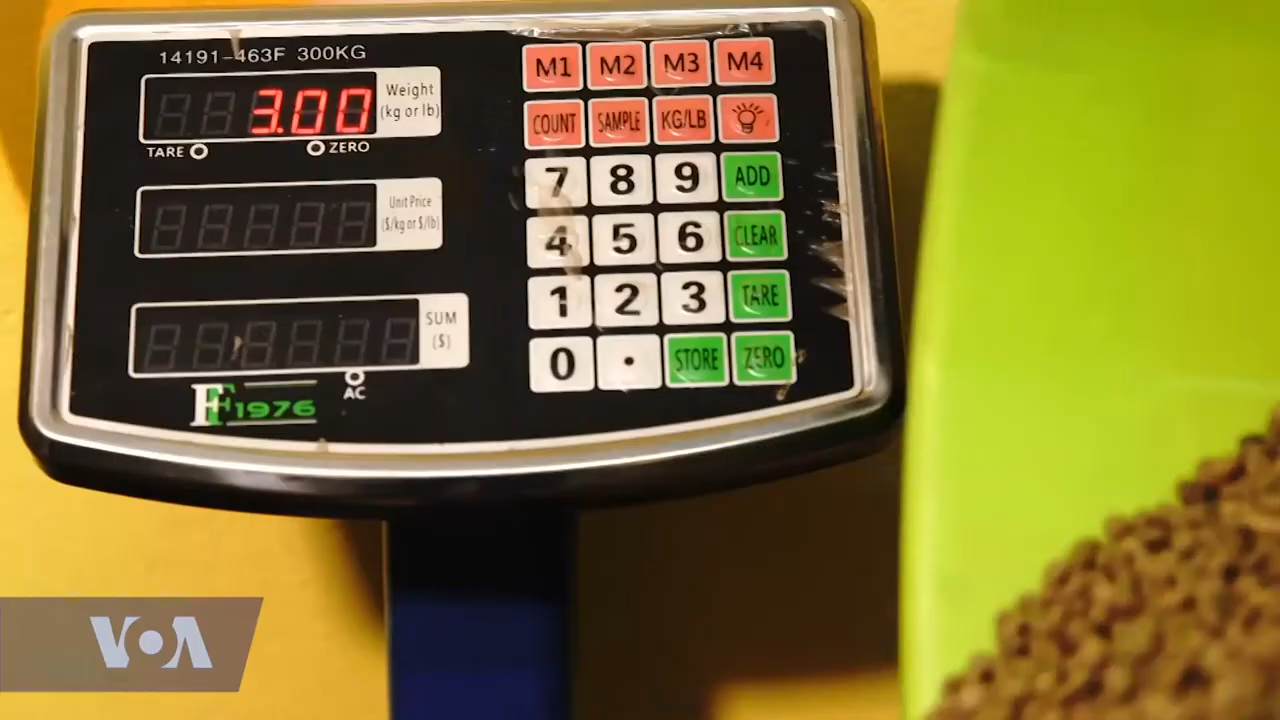 14191-463F 300KG
3.00
Weight
(kg or lb)
TARE ZERO
Unit Price
($/kg or $/lb)
SUM
($)
AC
FF 1976
M1 M2 M3 M4
COUNT SAMPLE KG/LB
7 8 9 ADD
4 5 6 CLEAR
1 2 3 TARE
0 . STORE ZERO
VOA